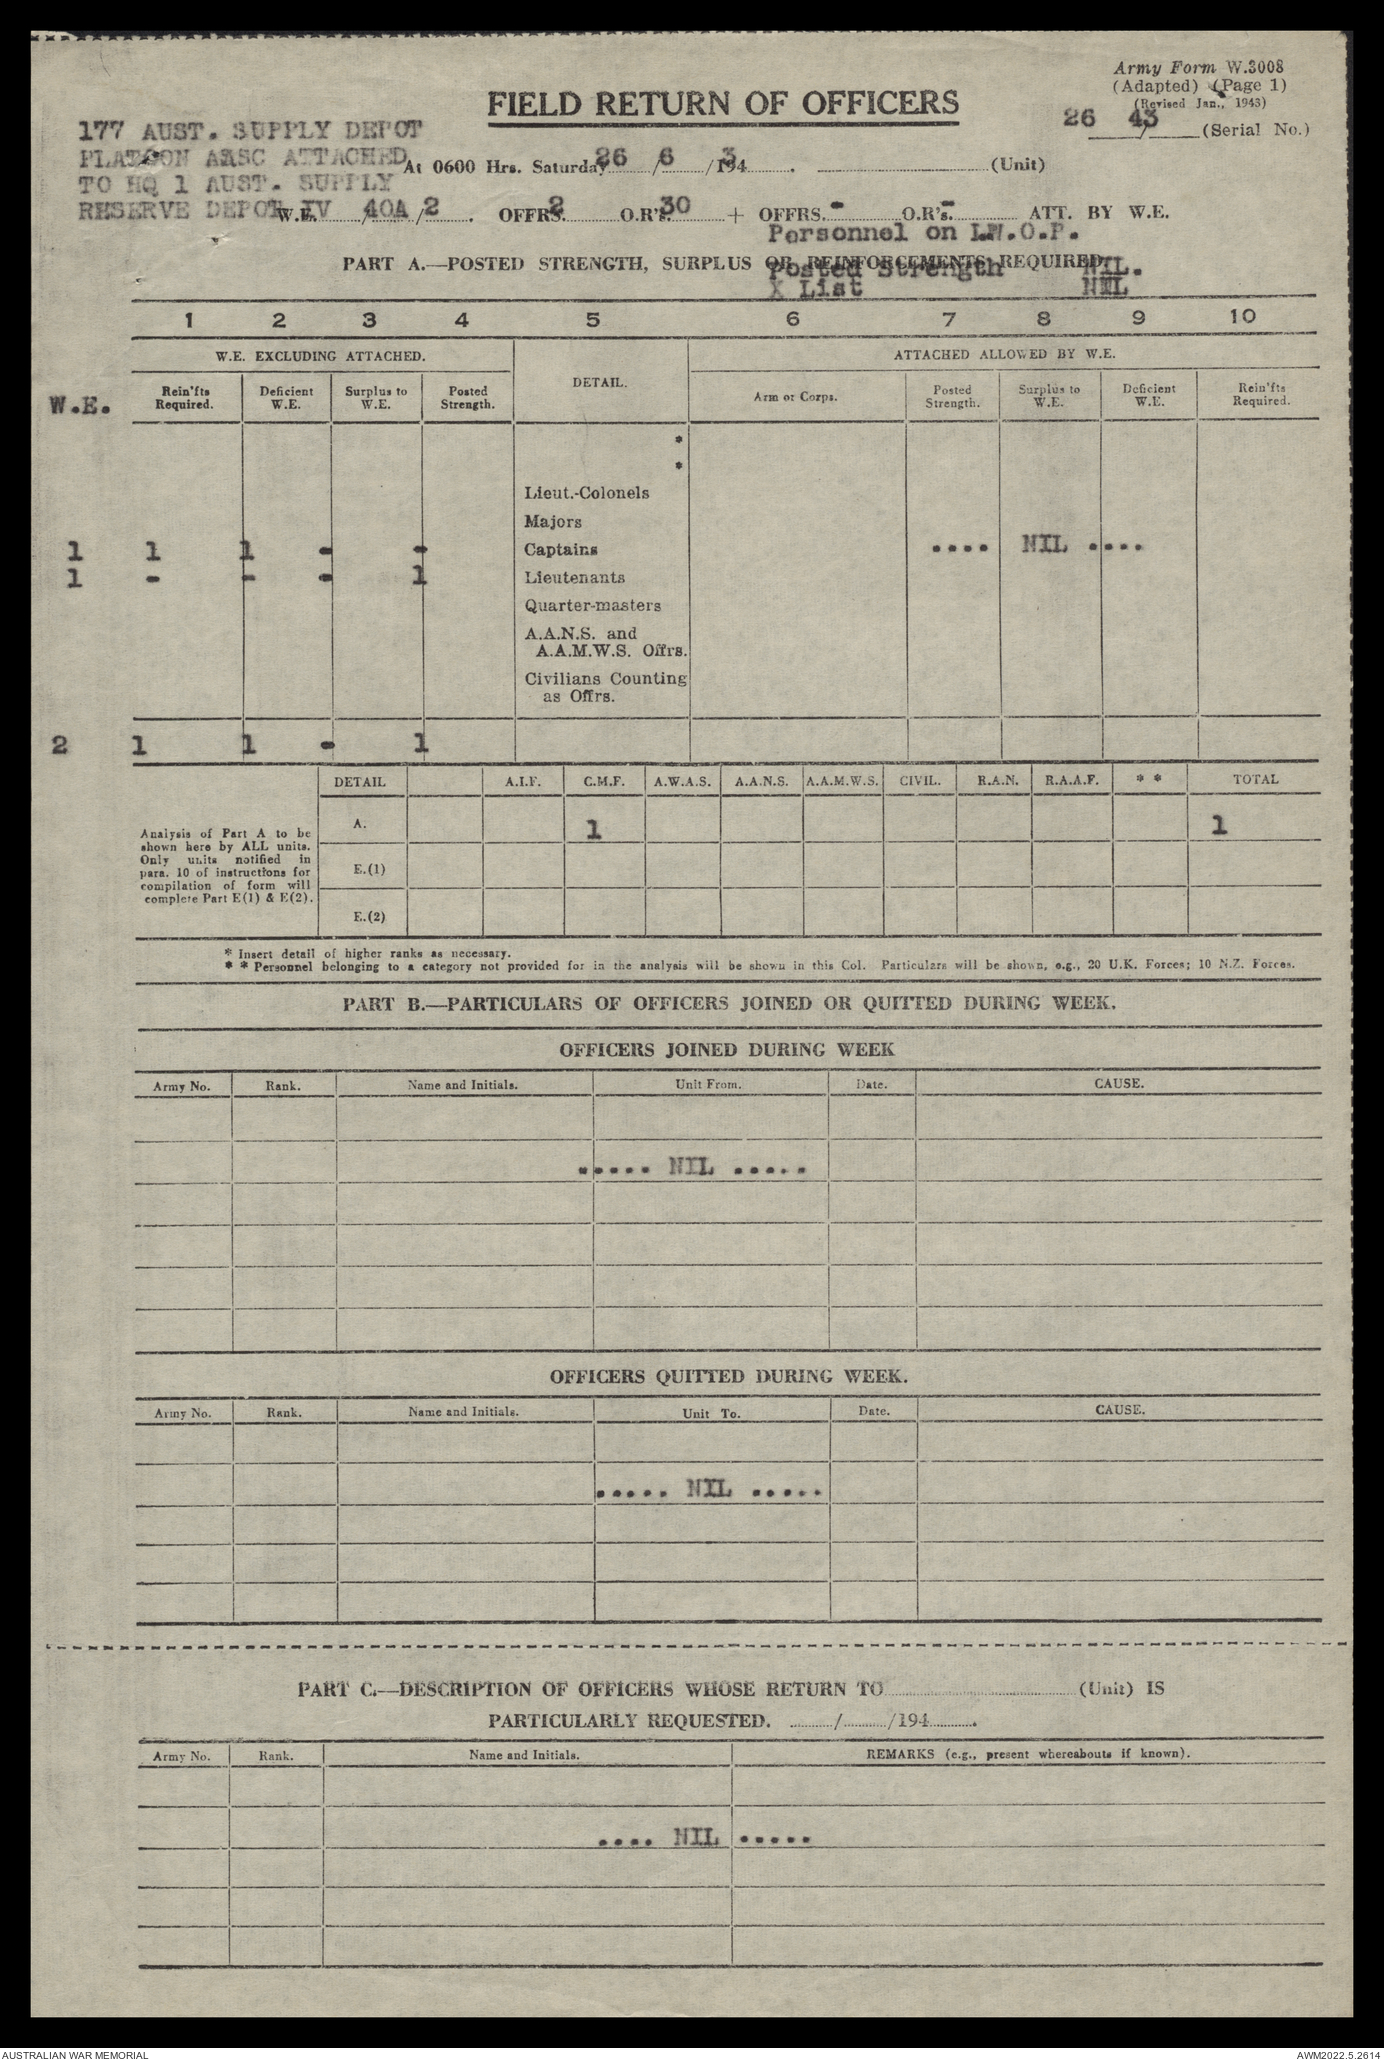 Army Form W.3008
(Adapted) (Page 1)
(Revised Jan., 1943)
26 / 43 (Serial No.)
FIELD RETURN OF OFFICERS
177 AUST. SUPPLY DEPOT
PLATOON AASC ATTACHED
TO HQ 1 AUST. SUPPLY
RESERVE DEPOT
At 0600 Hrs. Saturday 26 / 6 /194 3. (Unit)
W.E. IV / 40A / 2. OFFRS. 2 O.R's. 30 + OFFRS. - O.R's. - ATT. BY W.E.
Personnel on L.W.O.P.
PART A.—POSTED STRENGTH, SURPLUS OR REINFORCEMENTS REQUIRED.
Posted Strength NIL.
X List NIL
1 2 3 4 5 6 7 8 9 10
W.E. EXCLUDING ATTACHED. DETAIL. ATTACHED ALLOWED BY W.E.
W.E. Rein'fts Required. Deficient W.E. Surplus to W.E. Posted Strength. Arm or Corps. Posted Strength. Surplus to W.E. Deficient W.E. Rein'fts Required.
*
*
Lieut.-Colonels
Majors
1 1 1 - - Captains .... NIL ....
1 - - - 1 Lieutenants
Quarter-masters
A.A.N.S. and
A.A.M.W.S. Offrs.
Civilians Counting
as Offrs.
2 1 1 - 1
DETAIL A.I.F. C.M.F. A.W.A.S. A.A.N.S. A.A.M.W.S. CIVIL. R.A.N. R.A.A.F. * * TOTAL
A. 1 1
Analysis of Part A to be
shown here by ALL units.
Only units notified in
para. 10 of instructions for
compilation of form will
complete Part E(1) & E(2).
E.(1)
E.(2)
* Insert detail of higher ranks as necessary.
* * Personnel belonging to a category not provided for in the analysis will be shown in this Col. Particulars will be shown, e.g., 20 U.K. Forces; 10 N.Z. Forces.
PART B.—PARTICULARS OF OFFICERS JOINED OR QUITTED DURING WEEK.
OFFICERS JOINED DURING WEEK
Army No. Rank. Name and Initials. Unit From. Date. CAUSE.
..... NIL .....
OFFICERS QUITTED DURING WEEK.
Army No. Rank. Name and Initials. Unit To. Date. CAUSE.
..... NIL .....
PART C.—DESCRIPTION OF OFFICERS WHOSE RETURN TO (Unit) IS
PARTICULARLY REQUESTED. / /194 .
Army No. Rank. Name and Initials. REMARKS (e.g., present whereabouts if known).
.... NIL .....
AUSTRALIAN WAR MEMORIAL AWM2022.5.2614